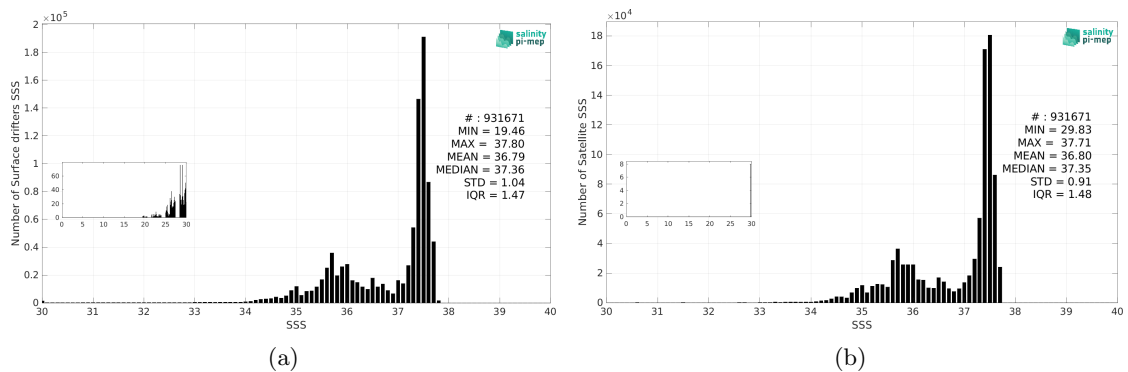 ×10^5
2
1.8
1.6
1.4
1.2
1
0.8
0.6
0.4
0.2
0
Number of Surface drifters SSS
salinity
pi-mep
# : 931671
MIN = 19.46
MAX = 37.80
MEAN = 36.79
MEDIAN = 37.36
STD = 1.04
IQR = 1.47
60
40
20
0
0 5 10 15 20 25 30
30 31 32 33 34 35 36 37 38 39 40
SSS
(a)
×10^4
18
16
14
12
10
8
6
4
2
0
Number of Satellite SSS
salinity
pi-mep
# : 931671
MIN = 29.83
MAX = 37.71
MEAN = 36.80
MEDIAN = 37.35
STD = 0.91
IQR = 1.48
8
6
4
2
0
0 5 10 15 20 25 30
30 31 32 33 34 35 36 37 38 39 40
SSS
(b)